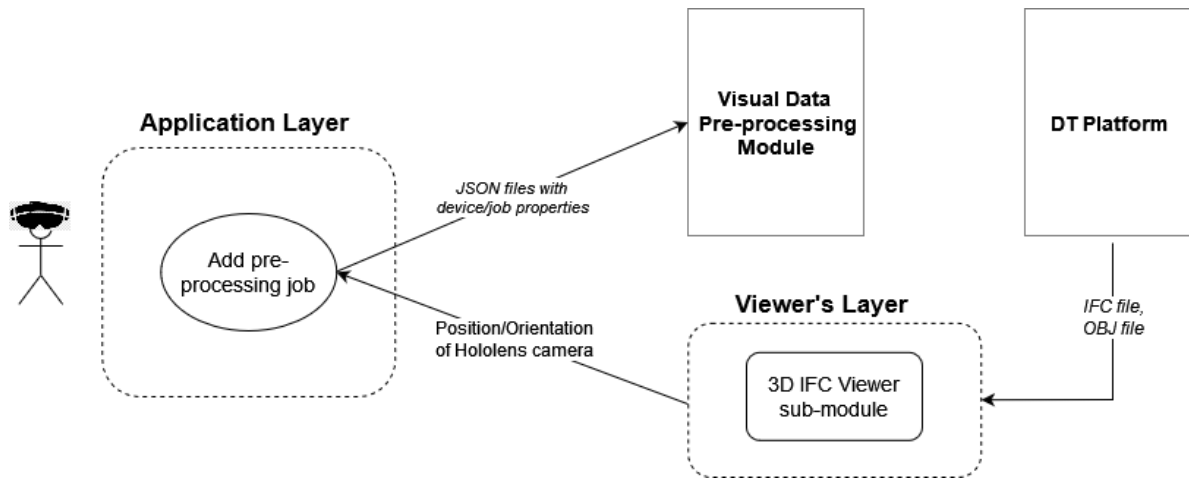 Application Layer
Add pre-
processing job
JSON files with
device/job properties
Visual Data
Pre-processing
Module
DT Platform
Position/Orientation
of Hololens camera
Viewer's Layer
3D IFC Viewer
sub-module
IFC file,
OBJ file